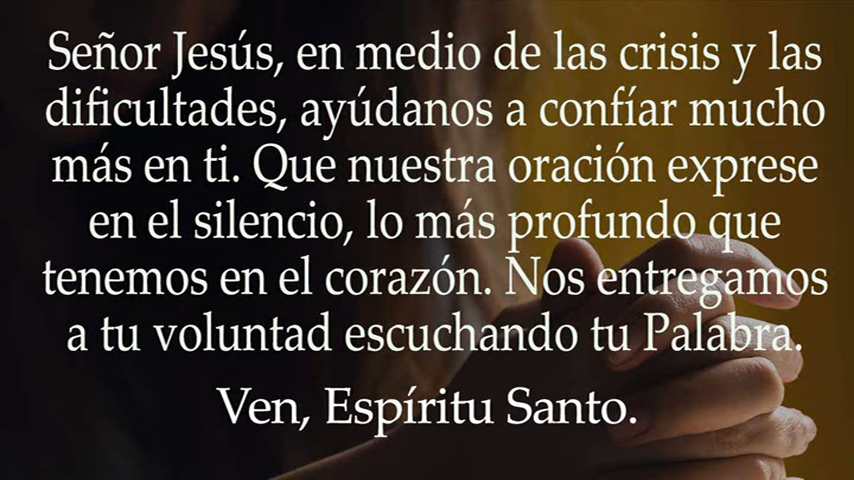 Señor Jesús, en medio de las crisis y las
dificultades, ayúdanos a confíar mucho
más en ti. Que nuestra oración exprese
en el silencio, lo más profundo que
tenemos en el corazón. Nos entregamos
a tu voluntad escuchando tu Palabra.
Ven, Espíritu Santo.